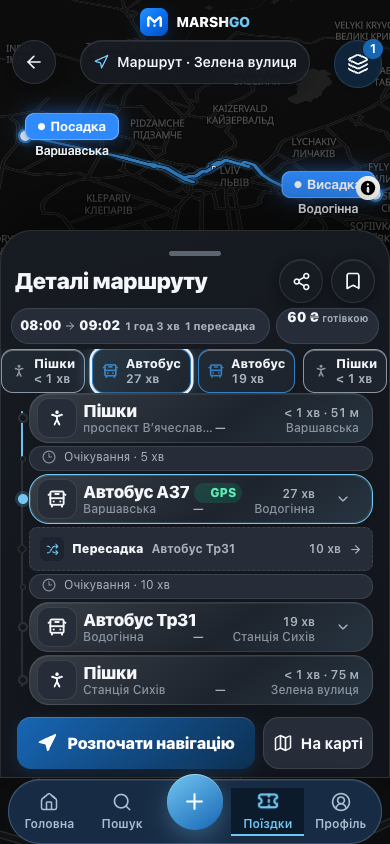 MARSHGO
Маршрут · Зелена вулиця
1
VELYKI KRYV
ВЕЛИКІ КРИВ
Посадка
Варшавська
PIDZAMCHE
ПІДЗАМЧЕ
KAIZERVALD
КАЙЗЕРВАЛЬД
LYCHAKIV
ЛИЧАКІВ
LVIV
ЛЬВІВ
Висадка
Водогінна
KLEPARIV
КЛЕПАРІВ
SOFIIVKA
Деталі маршруту
08:00 → 09:02 1 год 3 хв 1 пересадка
60 ₴ готівкою
Пішки
< 1 хв
Автобус
27 хв
Автобус
19 хв
Пішки
< 1 хв
Пішки
< 1 хв · 51 м
проспект В’ячеслав... — Варшавська
Очікування · 5 хв
Автобус А37 GPS 27 хв
Варшавська — Водогінна
Пересадка Автобус Тр31 10 хв →
Очікування · 10 хв
Автобус Тр31 19 хв
Водогінна — Станція Сихів
Пішки < 1 хв · 75 м
Станція Сихів — Зелена вулиця
Розпочати навігацію
На карті
Головна
Пошук
Поїздки
Профіль